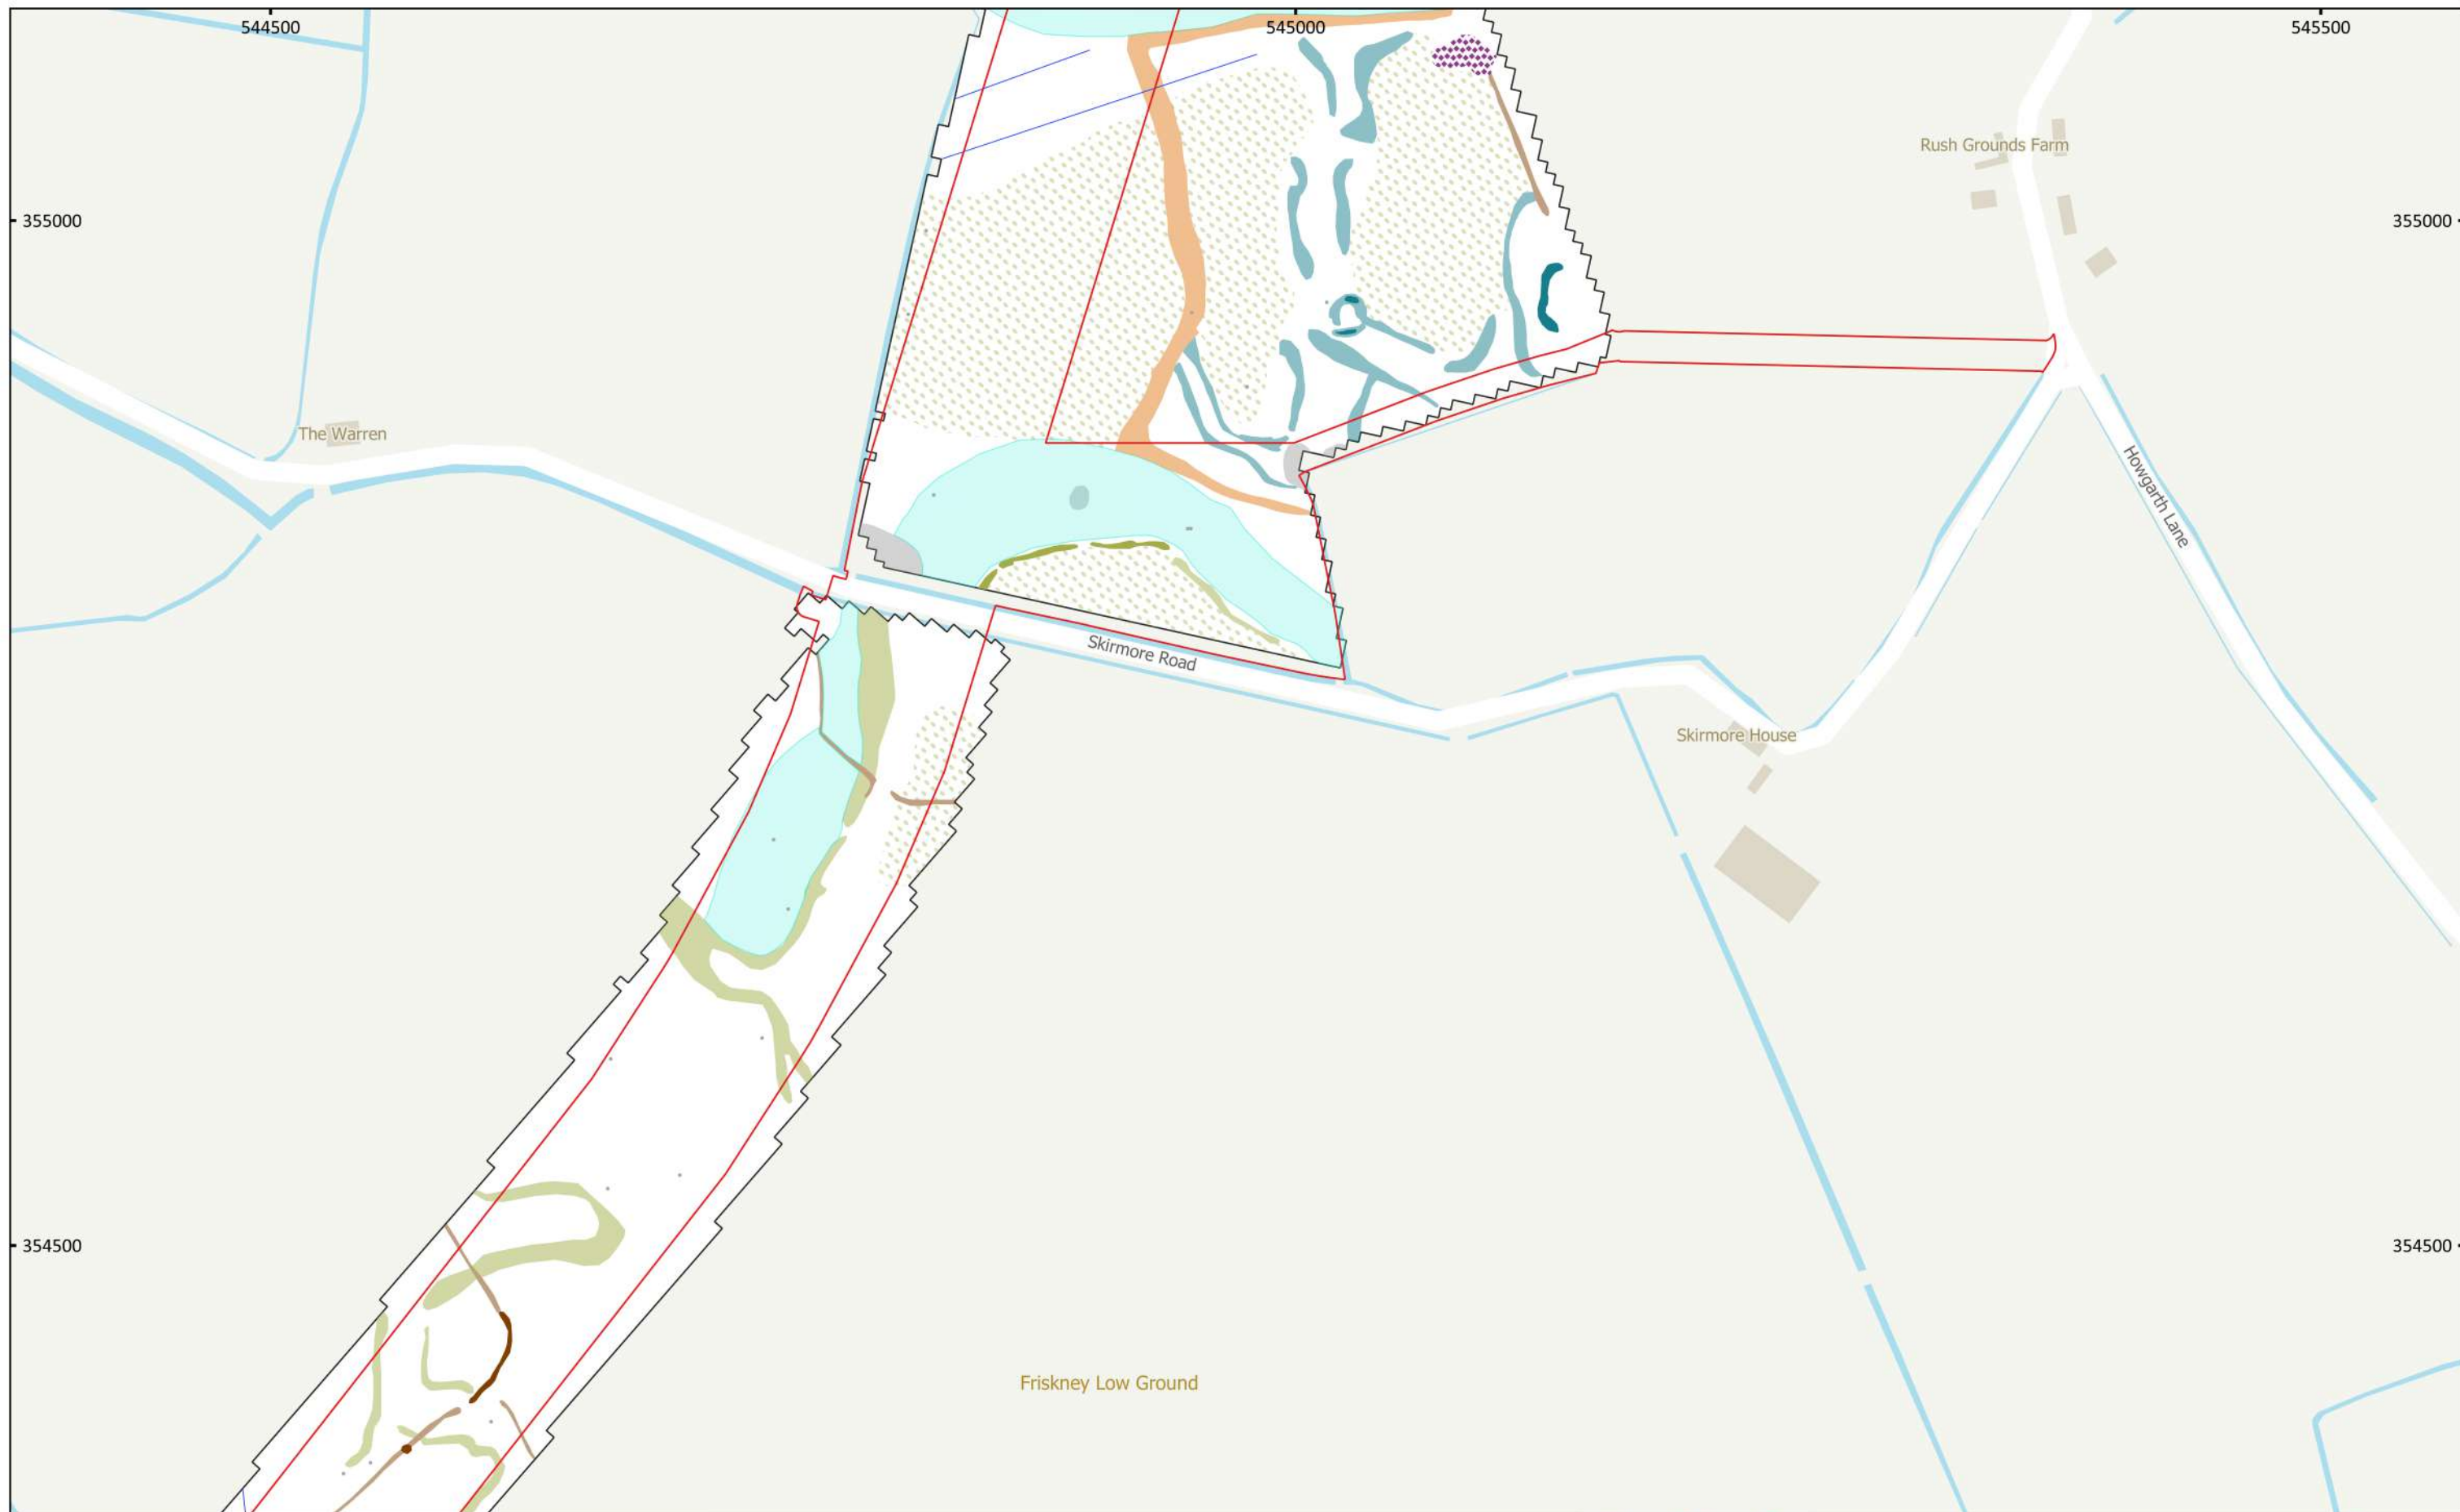 544500
545000
545500
Rush Grounds Farm
355000
355000
The Warren
Howgarth Lane
Skirmore Road
Skirmore House
354500
354500
Friskney Low Ground